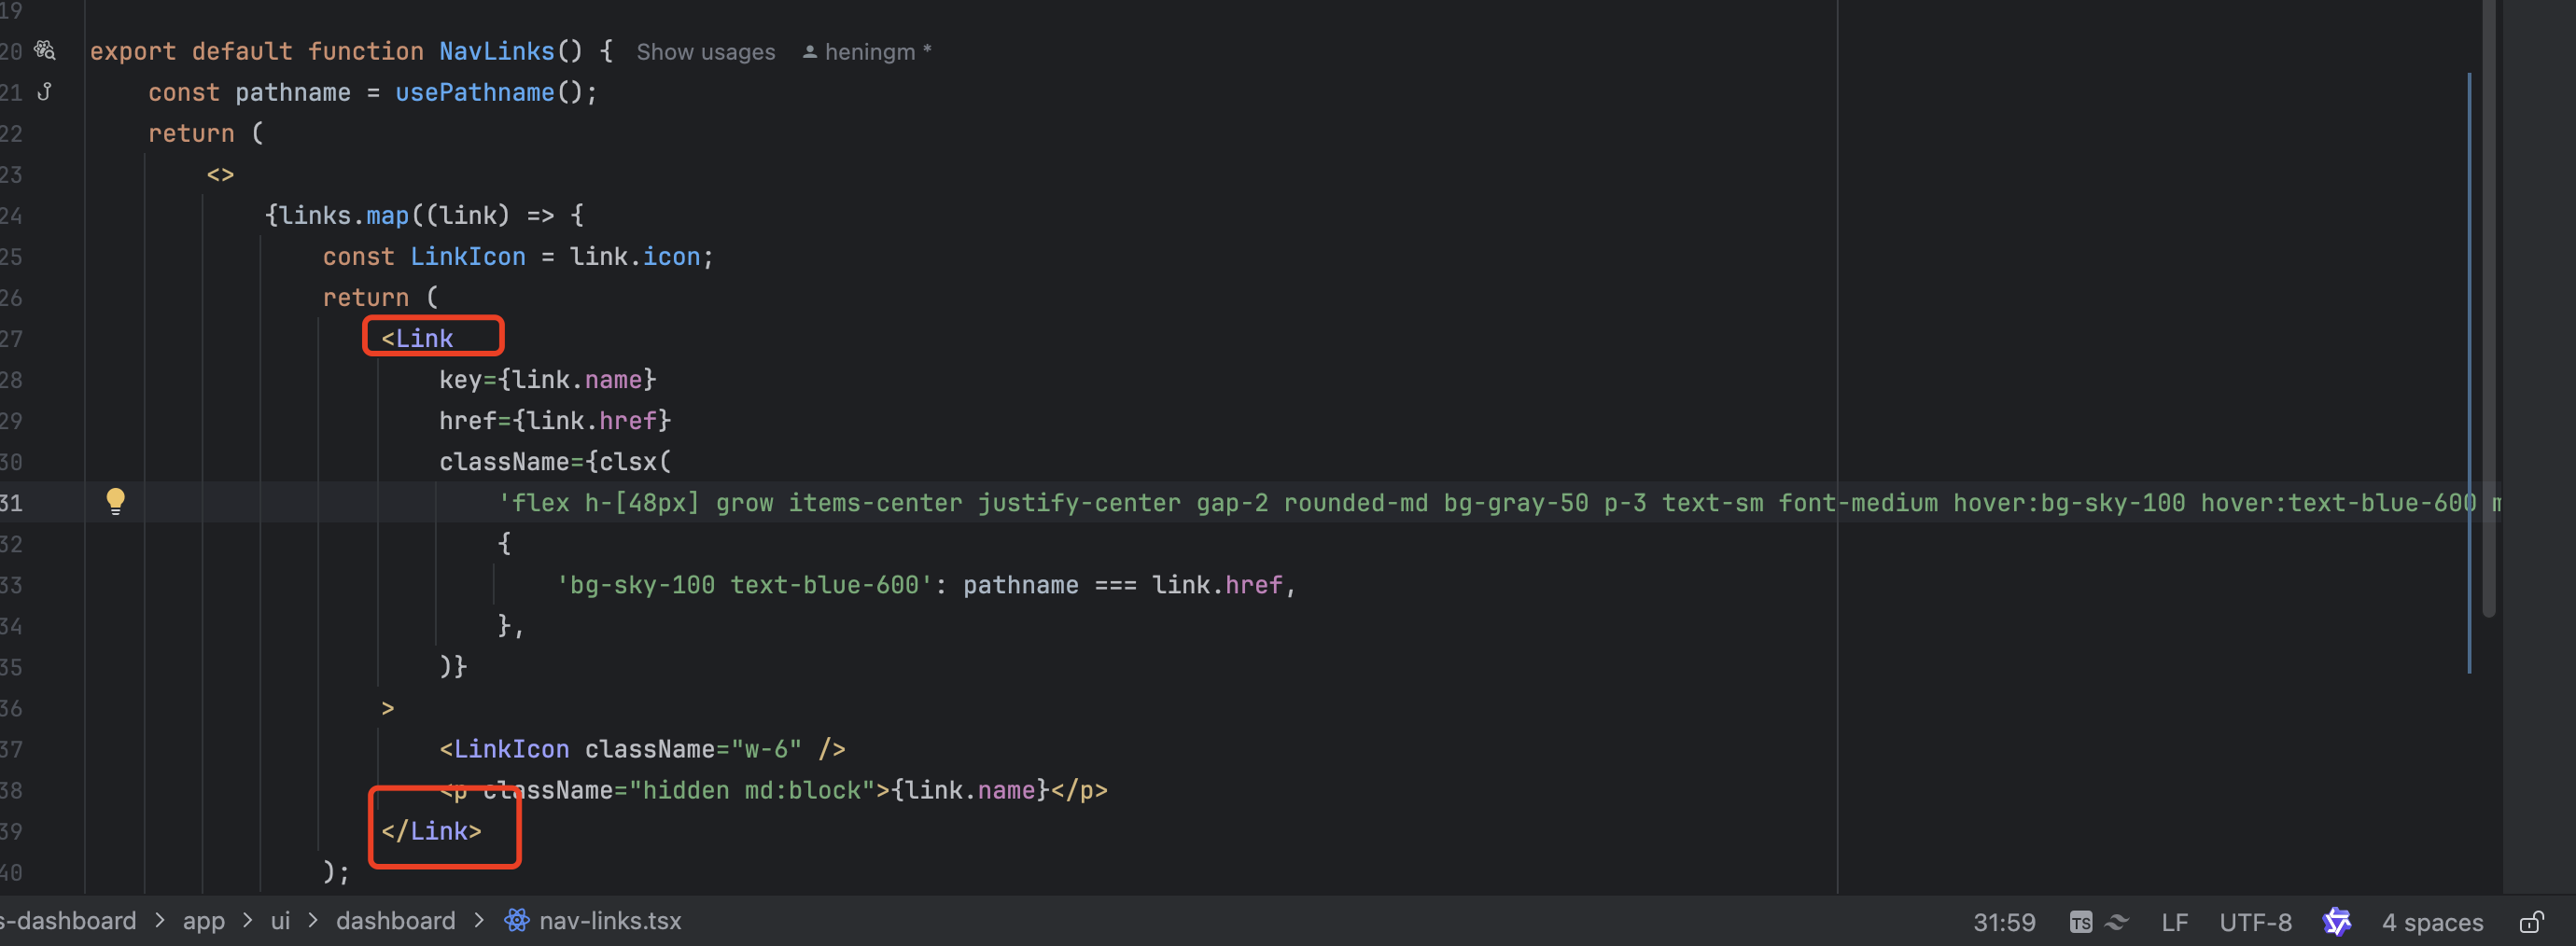 19
20 export default function NavLinks() { Show usages heningm *
21 const pathname = usePathname();
22 return (
23 <>
24 {links.map((link) => {
25 const LinkIcon = link.icon;
26 return (
27 <Link
28 key={link.name}
29 href={link.href}
30 className={clsx(
31 'flex h-[48px] grow items-center justify-center gap-2 rounded-md bg-gray-50 p-3 text-sm font-medium hover:bg-sky-100 hover:text-blue-600
32 {
33 'bg-sky-100 text-blue-600': pathname === link.href,
34 },
35 )}
36 >
37 <LinkIcon className="w-6" />
38 <p className="hidden md:block">{link.name}</p>
39 </Link>
40 );
s-dashboard > app > ui > dashboard > nav-links.tsx 31:59 TS LF UTF-8 4 spaces